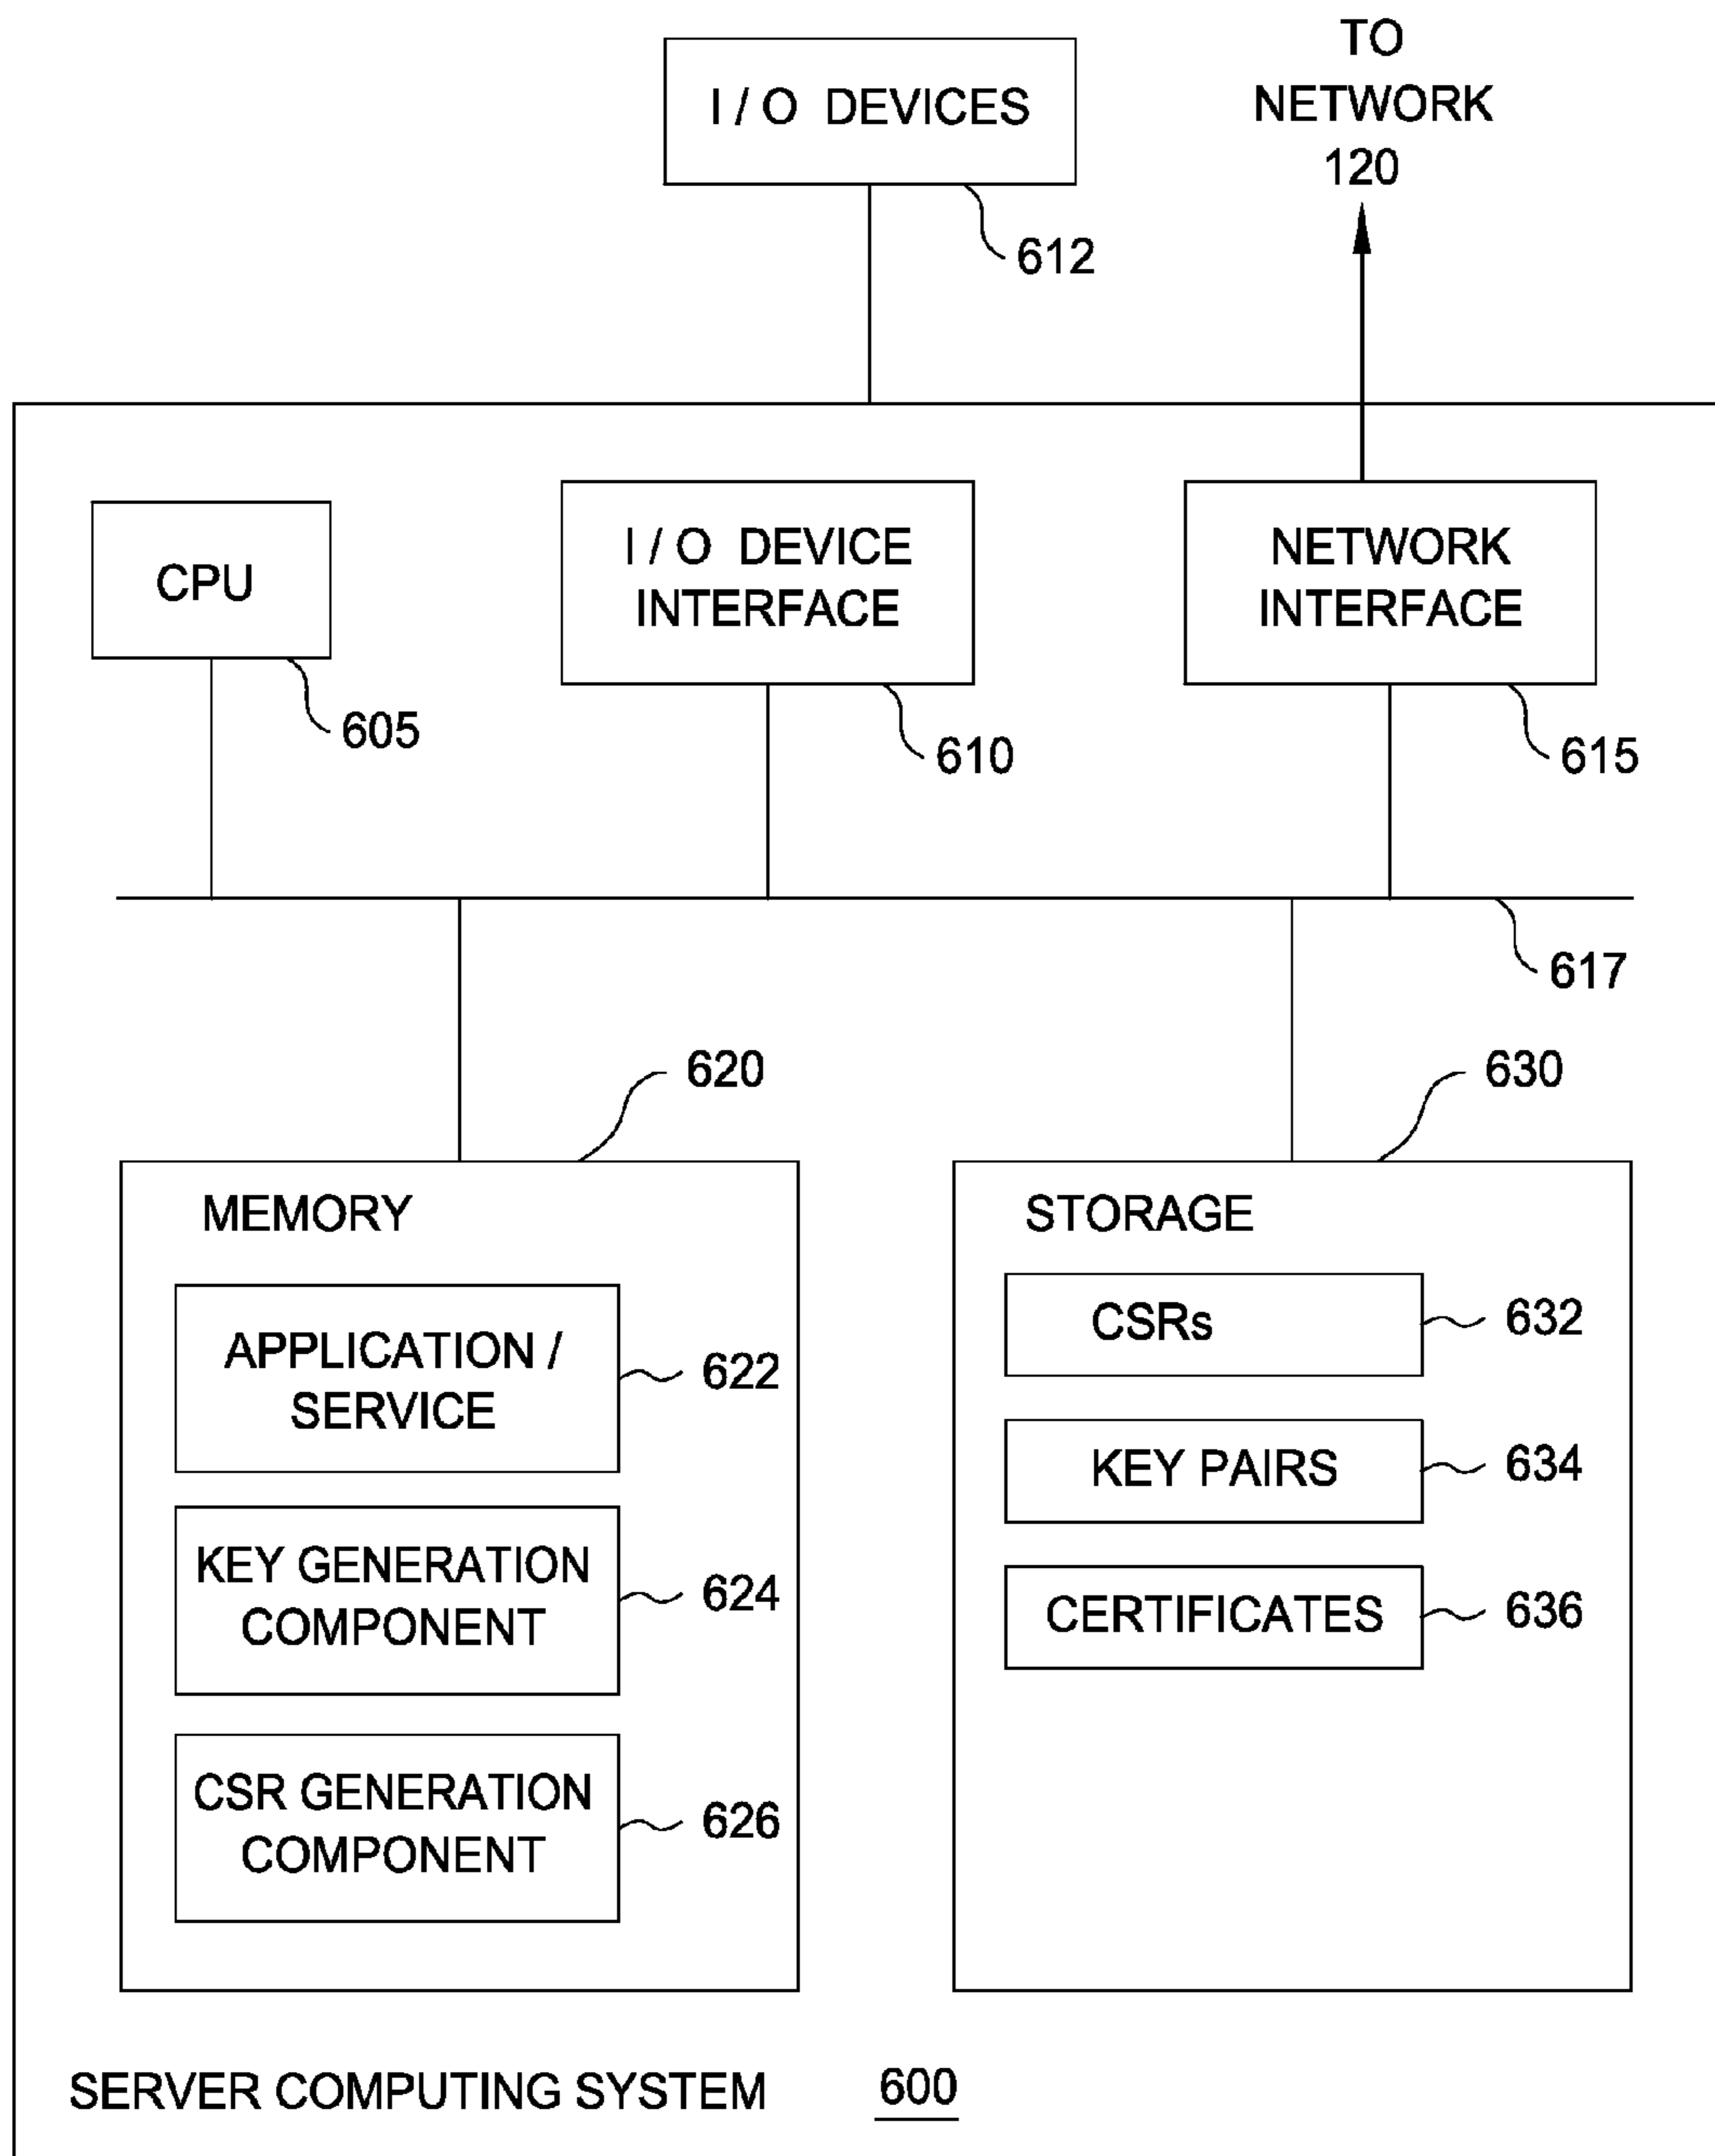 TO
NETWORK
120
I / O DEVICES
612
CPU
605
I / O DEVICE
INTERFACE
610
NETWORK
INTERFACE
615
617
620
MEMORY
APPLICATION /
SERVICE
622
KEY GENERATION
COMPONENT
624
CSR GENERATION
COMPONENT
626
630
STORAGE
CSRs
632
KEY PAIRS
634
CERTIFICATES
636
SERVER COMPUTING SYSTEM 600